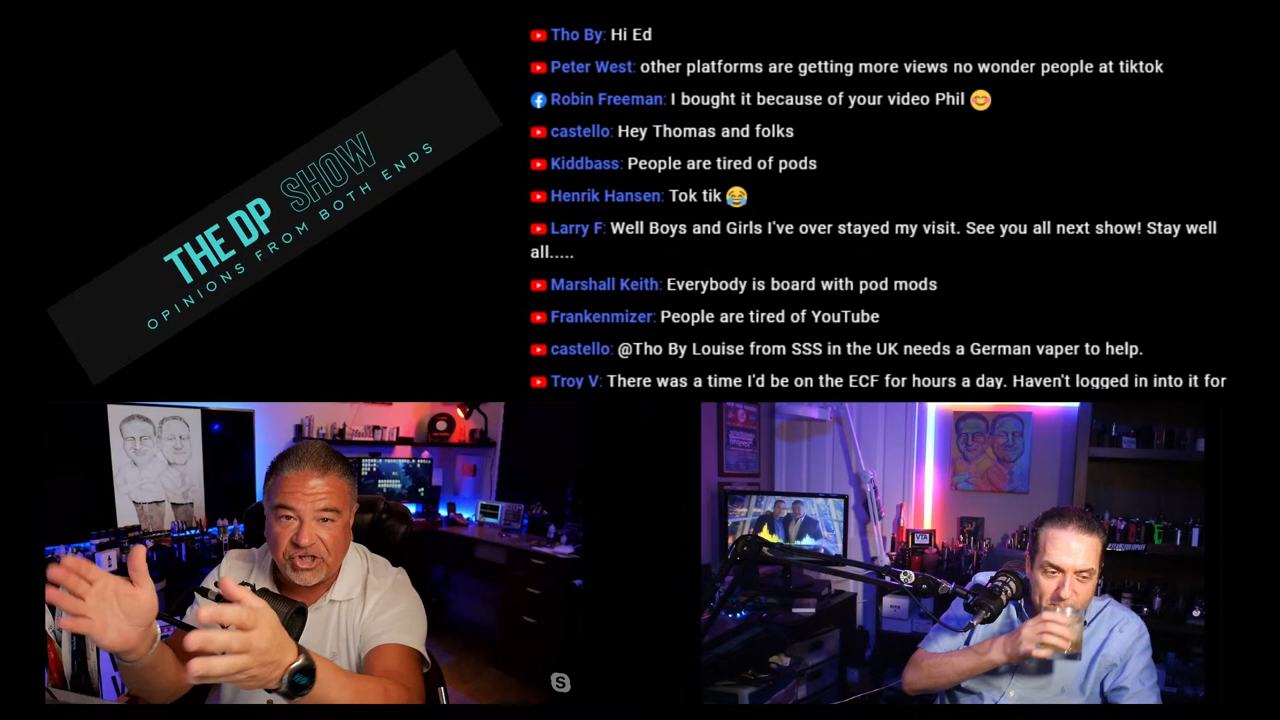 THE DP SHOW
OPINIONS FROM BOTH ENDS
Tho By: Hi Ed
Peter West: other platforms are getting more views no wonder people at tiktok
Robin Freeman: I bought it because of your video Phil 😊
castello: Hey Thomas and folks
Kiddbass: People are tired of pods
Henrik Hansen: Tok tik 😂
Larry F: Well Boys and Girls I've over stayed my visit. See you all next show! Stay well
all.....
Marshall Keith: Everybody is board with pod mods
Frankenmizer: People are tired of YouTube
castello: @Tho By Louise from SSS in the UK needs a German vaper to help.
Troy V: There was a time I'd be on the ECF for hours a day. Haven't logged in into it for
VTA
S